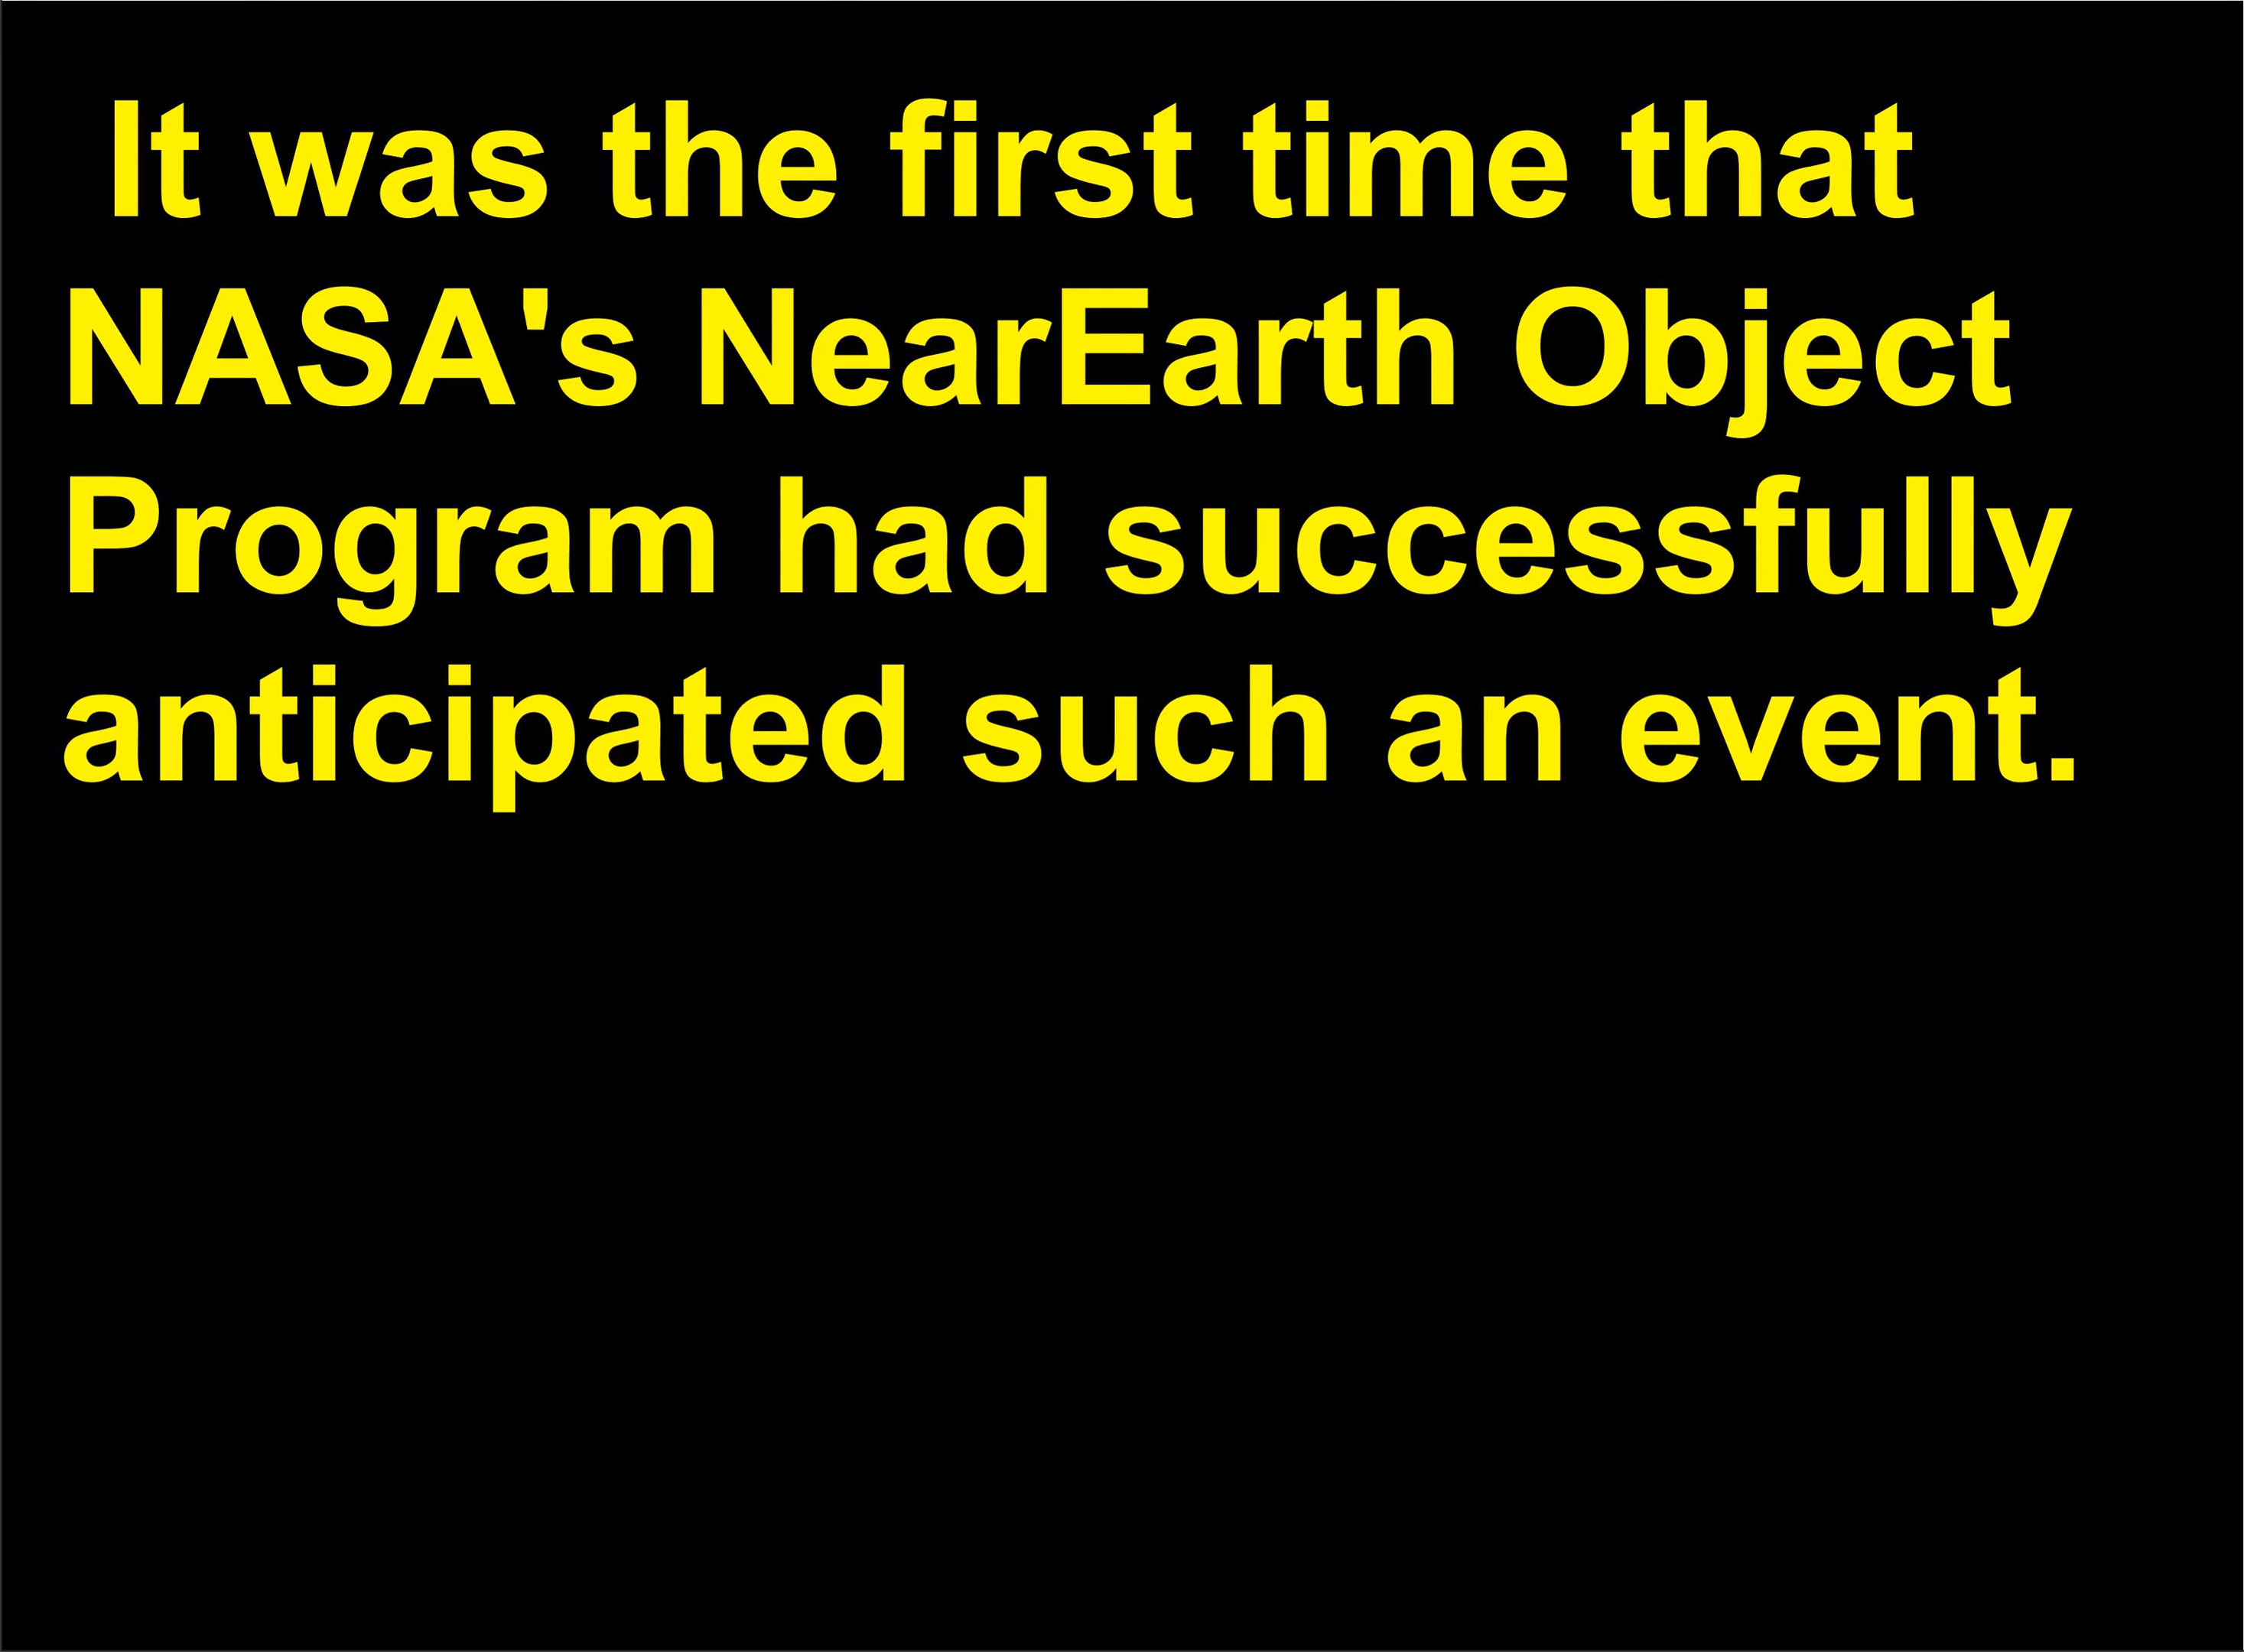 It was the first time that
NASA's NearEarth Object
Program had successfully
anticipated such an event.